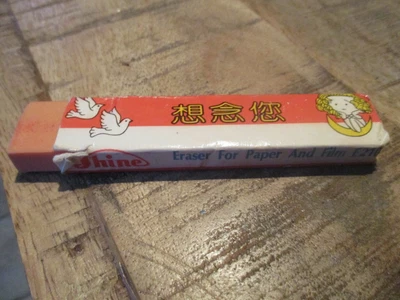 想念您
Shine
Eraser For Paper And Film